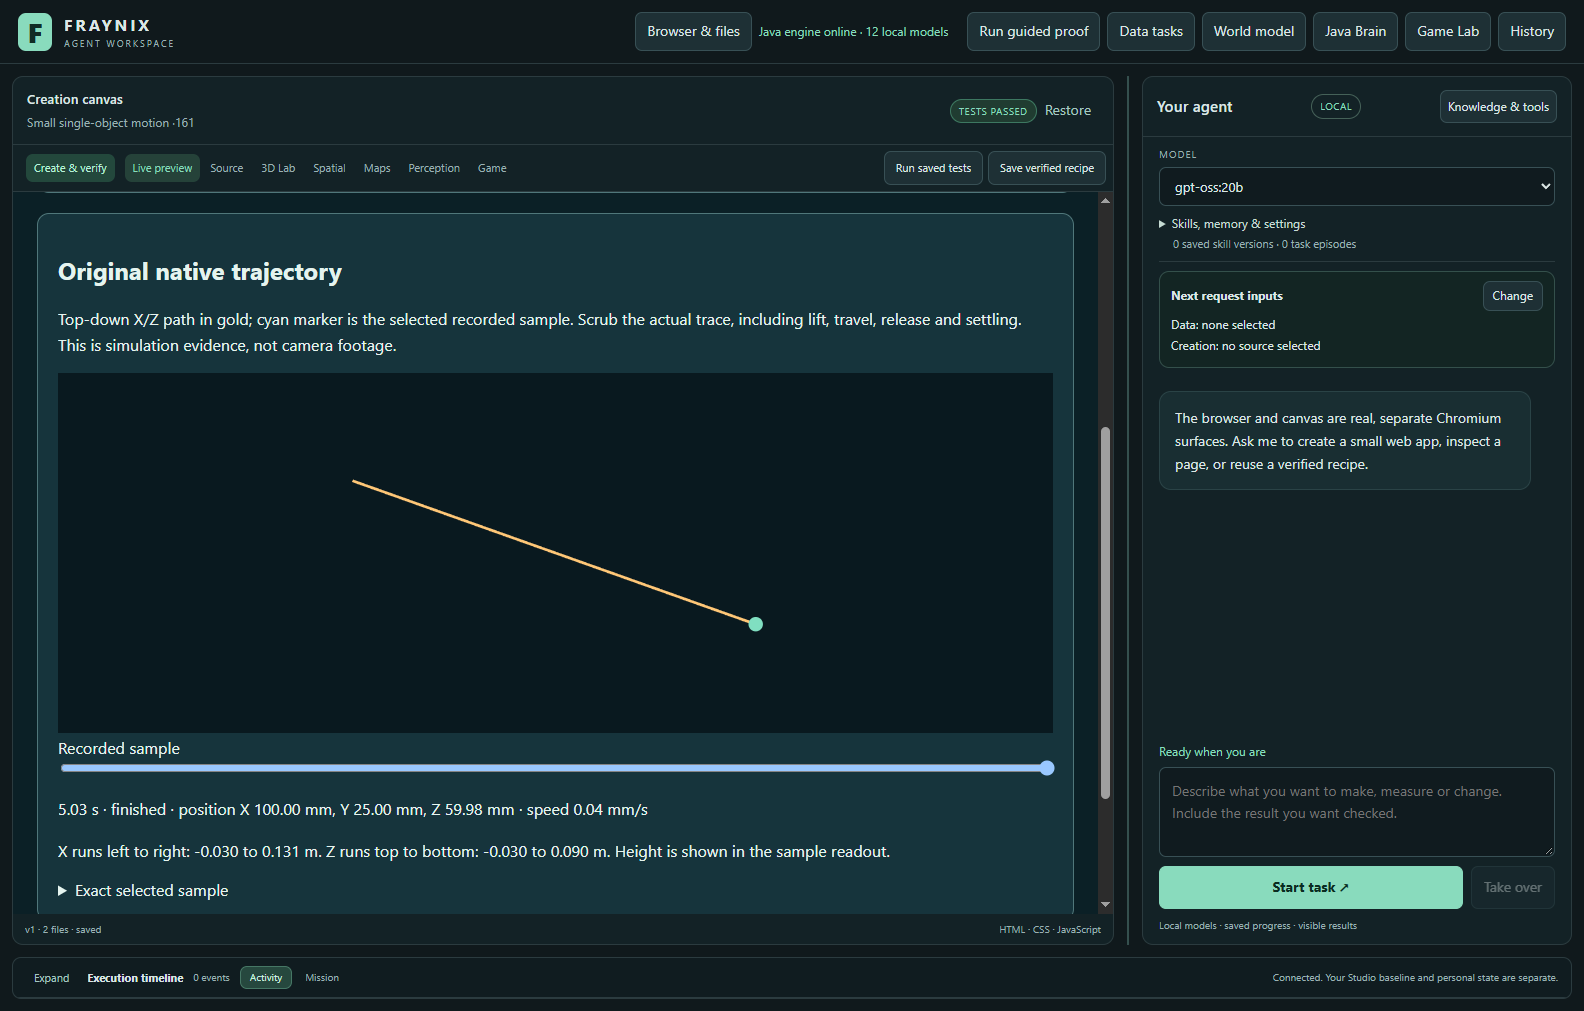 F
FRAYNIX
AGENT WORKSPACE
Browser & files
Java engine online · 12 local models
Run guided proof
Data tasks
World model
Java Brain
Game Lab
History
Creation canvas
Small single-object motion ·161
TESTS PASSED
Restore
Create & verify
Live preview
Source
3D Lab
Spatial
Maps
Perception
Game
Run saved tests
Save verified recipe
Original native trajectory
Top-down X/Z path in gold; cyan marker is the selected recorded sample. Scrub the actual trace, including lift, travel, release and settling.
This is simulation evidence, not camera footage.
Recorded sample
5.03 s · finished · position X 100.00 mm, Y 25.00 mm, Z 59.98 mm · speed 0.04 mm/s
X runs left to right: -0.030 to 0.131 m. Z runs top to bottom: -0.030 to 0.090 m. Height is shown in the sample readout.
Exact selected sample
v1 · 2 files · saved
HTML · CSS · JavaScript
Your agent
LOCAL
Knowledge & tools
MODEL
gpt-oss:20b
Skills, memory & settings
0 saved skill versions · 0 task episodes
Next request inputs
Change
Data: none selected
Creation: no source selected
The browser and canvas are real, separate Chromium
surfaces. Ask me to create a small web app, inspect a
page, or reuse a verified recipe.
Ready when you are
Describe what you want to make, measure or change.
Include the result you want checked.
Start task ↗
Take over
Local models · saved progress · visible results
Expand
Execution timeline
0 events
Activity
Mission
Connected. Your Studio baseline and personal state are separate.